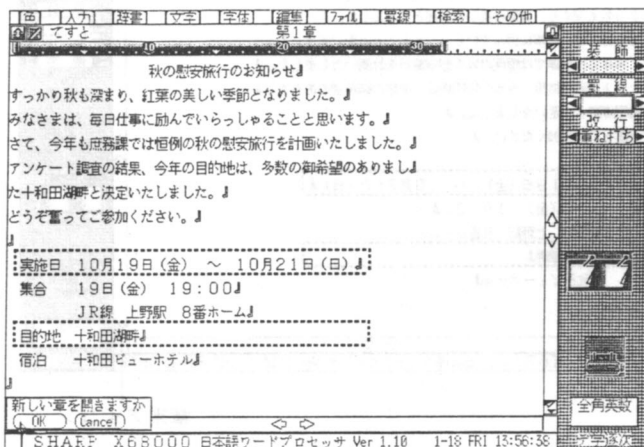 [色] [入力] [辞書] [文字] [字体] [編集] [ファイル] [罫線] [検索] [その他]
てすと 第1章
10 20 30
秋の慰安旅行のお知らせ』
すっかり秋も深まり、紅葉の美しい季節となりました。』
みなさまは、毎日仕事に励んでいらっしゃることと思います。』
さて、今年も庶務課では恒例の秋の慰安旅行を計画いたしました。』
アンケート調査の結果、今年の目的地は、多数の御希望のありまし』
た十和田湖畔と決定いたしました。』
どうぞ奮ってご参加ください。』
』
実施日 10月19日(金) ~ 10月21日(日)』
集合 19日(金) 19:00』
JR線 上野駅 8番ホーム』
目的地 十和田湖畔』
宿泊 十和田ビューホテル』
』
新しい章を開きますか
OK Cancel
装飾
罫線
改行
重ね打ち
全角英数
SHARP X68000 日本語ワードプロセッサ Ver 1.10 1-18 FRI 13:56:38